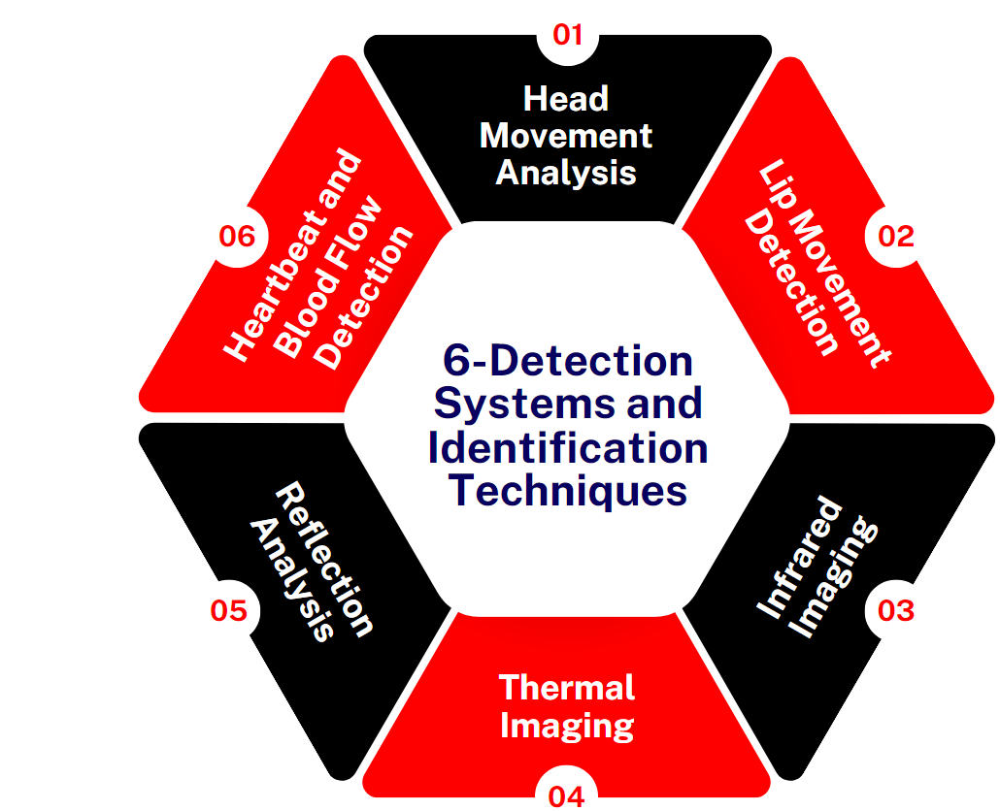 01
Head
Movement
Analysis
02
Lip Movement
Detection
03
Infrared
Imaging
04
Thermal
Imaging
05
Reflection
Analysis
06
Heartbeat and
Blood Flow
Detection
6-Detection
Systems and
Identification
Techniques